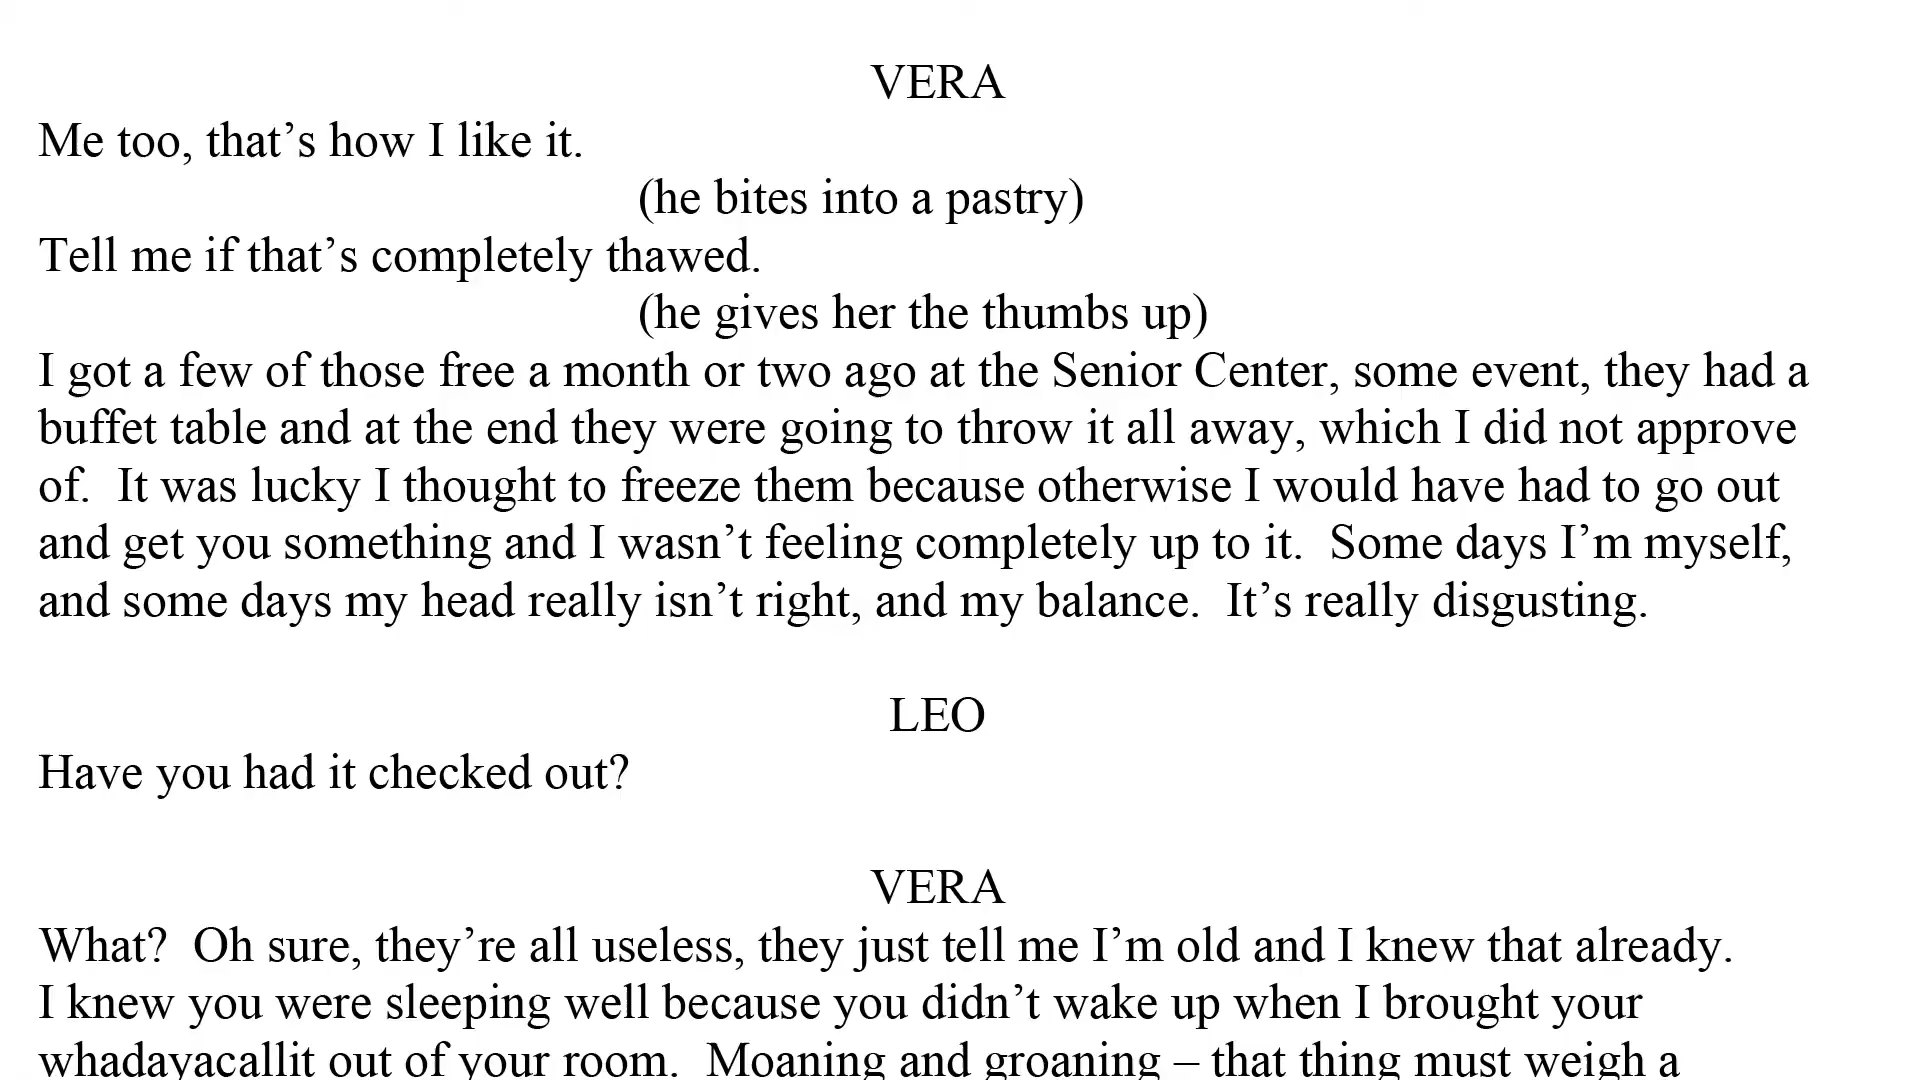 VERA
Me too, that’s how I like it.
(he bites into a pastry)
Tell me if that’s completely thawed.
(he gives her the thumbs up)
I got a few of those free a month or two ago at the Senior Center, some event, they had a
buffet table and at the end they were going to throw it all away, which I did not approve
of.  It was lucky I thought to freeze them because otherwise I would have had to go out
and get you something and I wasn’t feeling completely up to it.  Some days I’m myself,
and some days my head really isn’t right, and my balance.  It’s really disgusting.
LEO
Have you had it checked out?
VERA
What?  Oh sure, they’re all useless, they just tell me I’m old and I knew that already.
I knew you were sleeping well because you didn’t wake up when I brought your
whadayacallit out of your room.  Moaning and groaning – that thing must weigh a